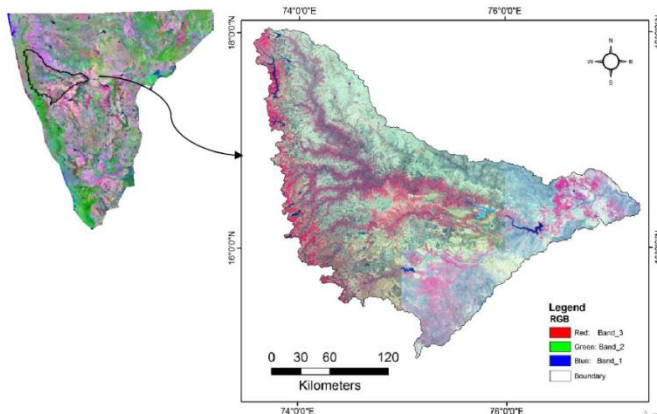 74°0'0"E 76°0'0"E
18°0'0"N
N
W E
S
16°0'0"N
Legend
RGB
Red: Band_3
Green: Band_2
Blue: Band_1
Boundary
0 30 60 120
Kilometers
74°0'0"E 76°0'0"E